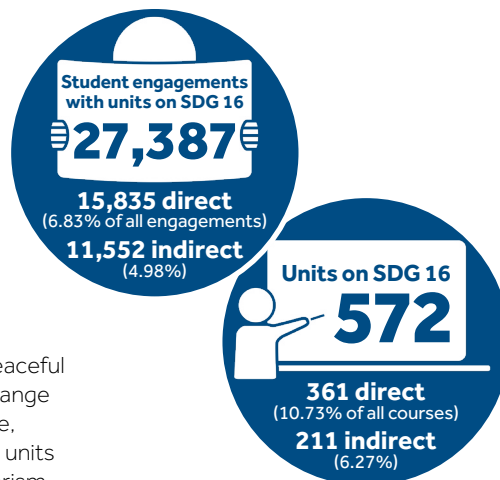 Student engagements
with units on SDG 16
27,387
15,835 direct
(6.83% of all engagements)
11,552 indirect
(4.98%)
Units on SDG 16
572
361 direct
(10.73% of all courses)
211 indirect
(6.27%)
eaceful
ange
e,
units